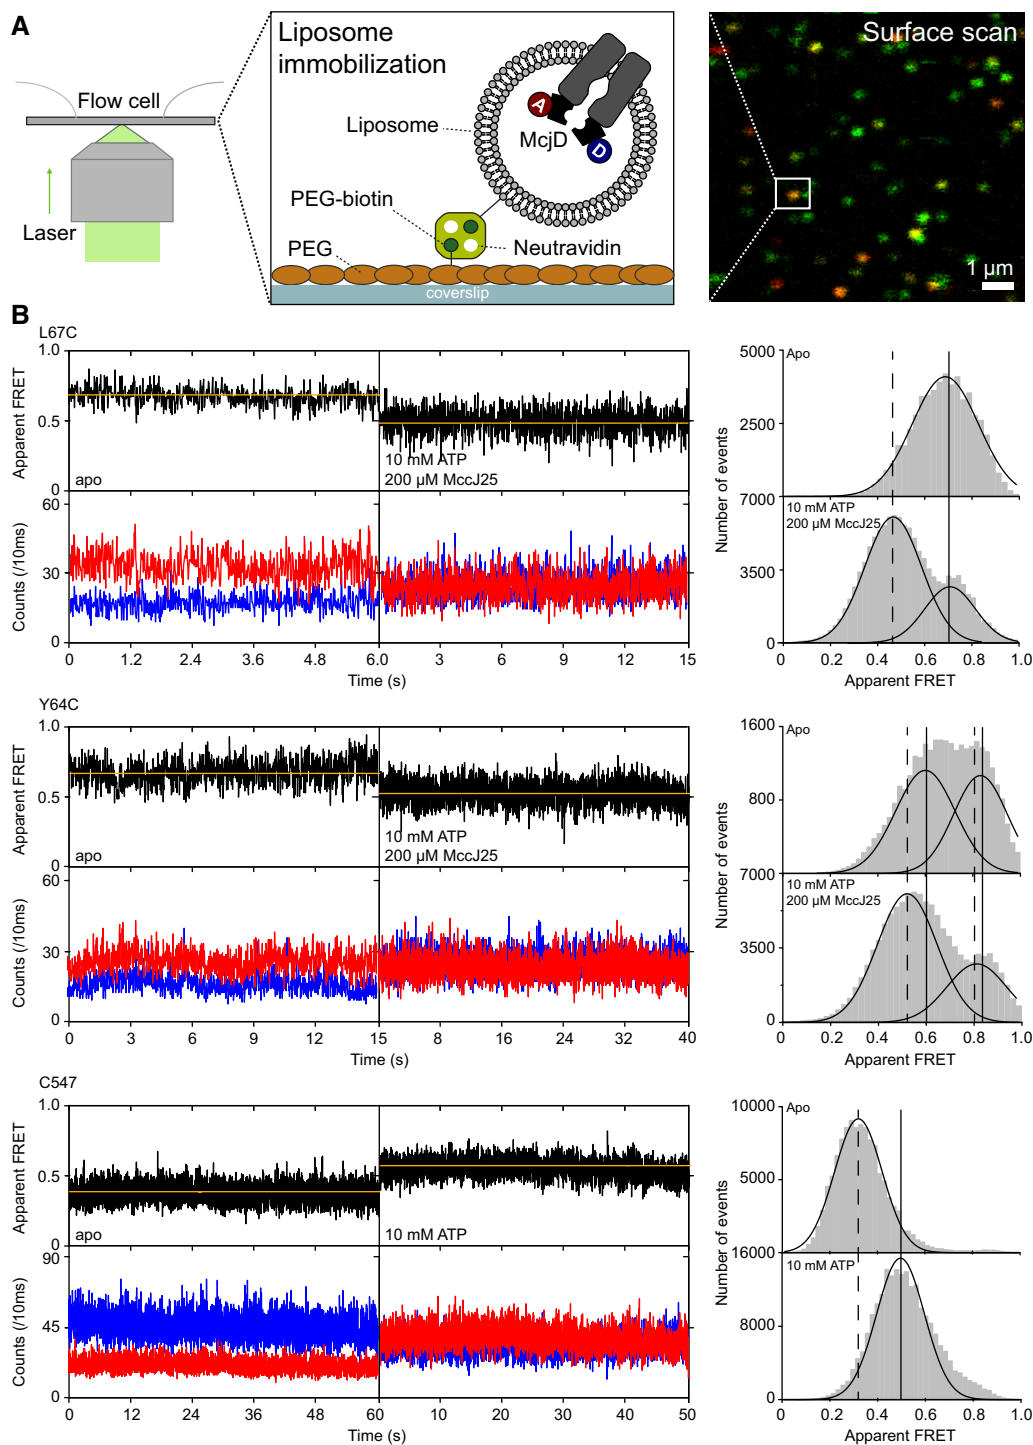 A
Flow cell
Laser
Liposome
immobilization
Liposome
A
McjD
D
PEG-biotin
Neutravidin
PEG
coverslip
Surface scan
1 µm
B
L67C
1.0
0.5
0
Apparent FRET
apo
10 mM ATP
200 µM MccJ25
60
30
0
Counts (/10ms)
0 1.2 2.4 3.6 4.8 6.0 3 6 9 12 15
Time (s)
5000
2500
7000
3500
0
Number of events
Apo
10 mM ATP
200 µM MccJ25
0 0.2 0.4 0.6 0.8 1.0
Apparent FRET
Y64C
1.0
0.5
0
Apparent FRET
apo
10 mM ATP
200 µM MccJ25
60
30
0
Counts (/10ms)
0 3 6 9 12 15 8 16 24 32 40
Time (s)
1600
800
7000
3500
0
Number of events
Apo
10 mM ATP
200 µM MccJ25
0 0.2 0.4 0.6 0.8 1.0
Apparent FRET
C547
1.0
0.5
0
Apparent FRET
apo
10 mM ATP
90
45
0
Counts (/10ms)
0 12 24 36 48 60 10 20 30 40 50
Time (s)
10000
5000
16000
8000
0
Number of events
Apo
10 mM ATP
0 0.2 0.4 0.6 0.8 1.0
Apparent FRET